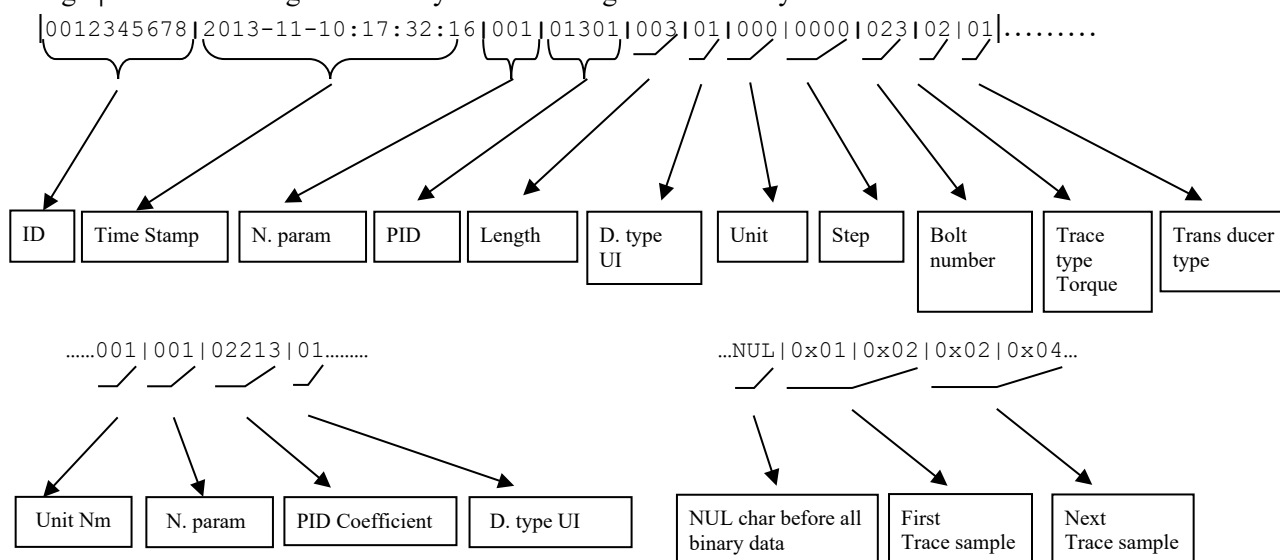 |0012345678|2013-11-10:17:32:16|001|01301|003|01|000|0000|023|02|01|.........
ID
Time Stamp
N. param
PID
Length
D. type
UI
Unit
Step
Bolt
number
Trace
type
Torque
Trans ducer
type
......001|001|02213|01.........
...NUL|0x01|0x02|0x02|0x04...
Unit Nm
N. param
PID Coefficient
D. type UI
NUL char before all
binary data
First
Trace sample
Next
Trace sample